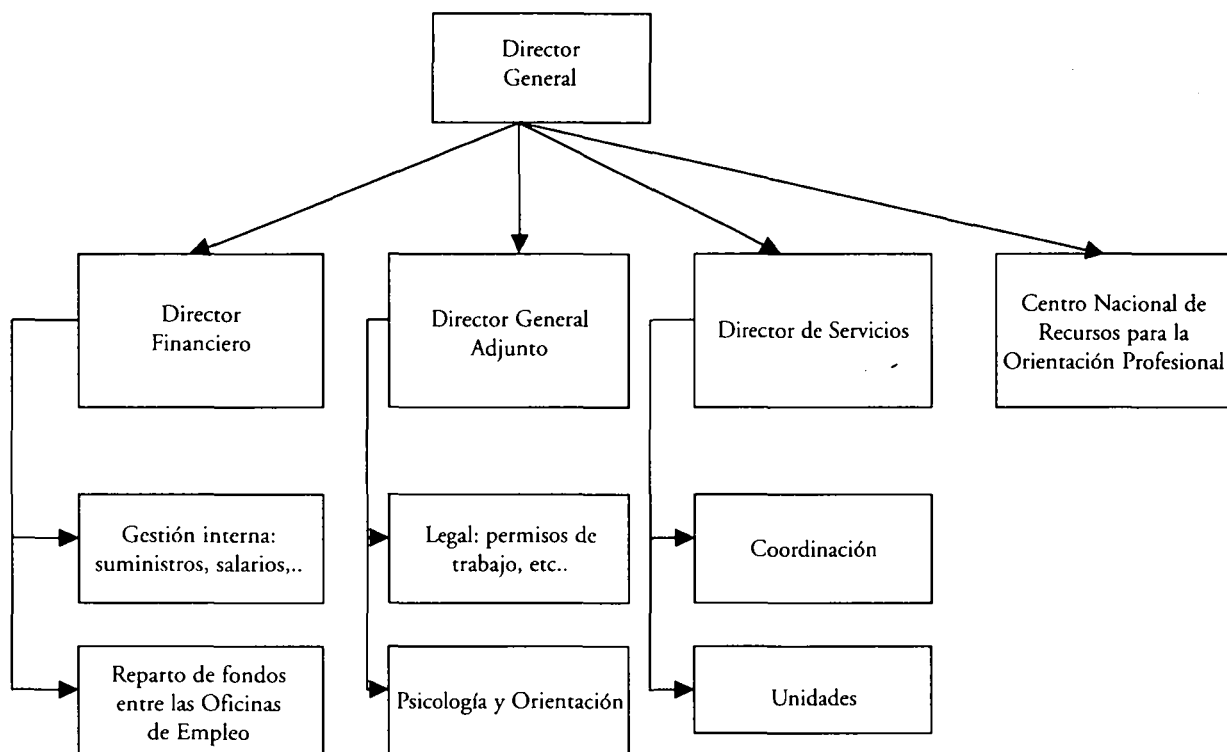 Director
General
Director
Financiero
Director General
Adjunto
Director de Servicios
Centro Nacional de
Recursos para la
Orientación Profesional
Gestión interna:
suministros, salarios,..
Legal: permisos de
trabajo, etc..
Coordinación
Reparto de fondos
entre las Oficinas
de Empleo
Psicología y Orientación
Unidades